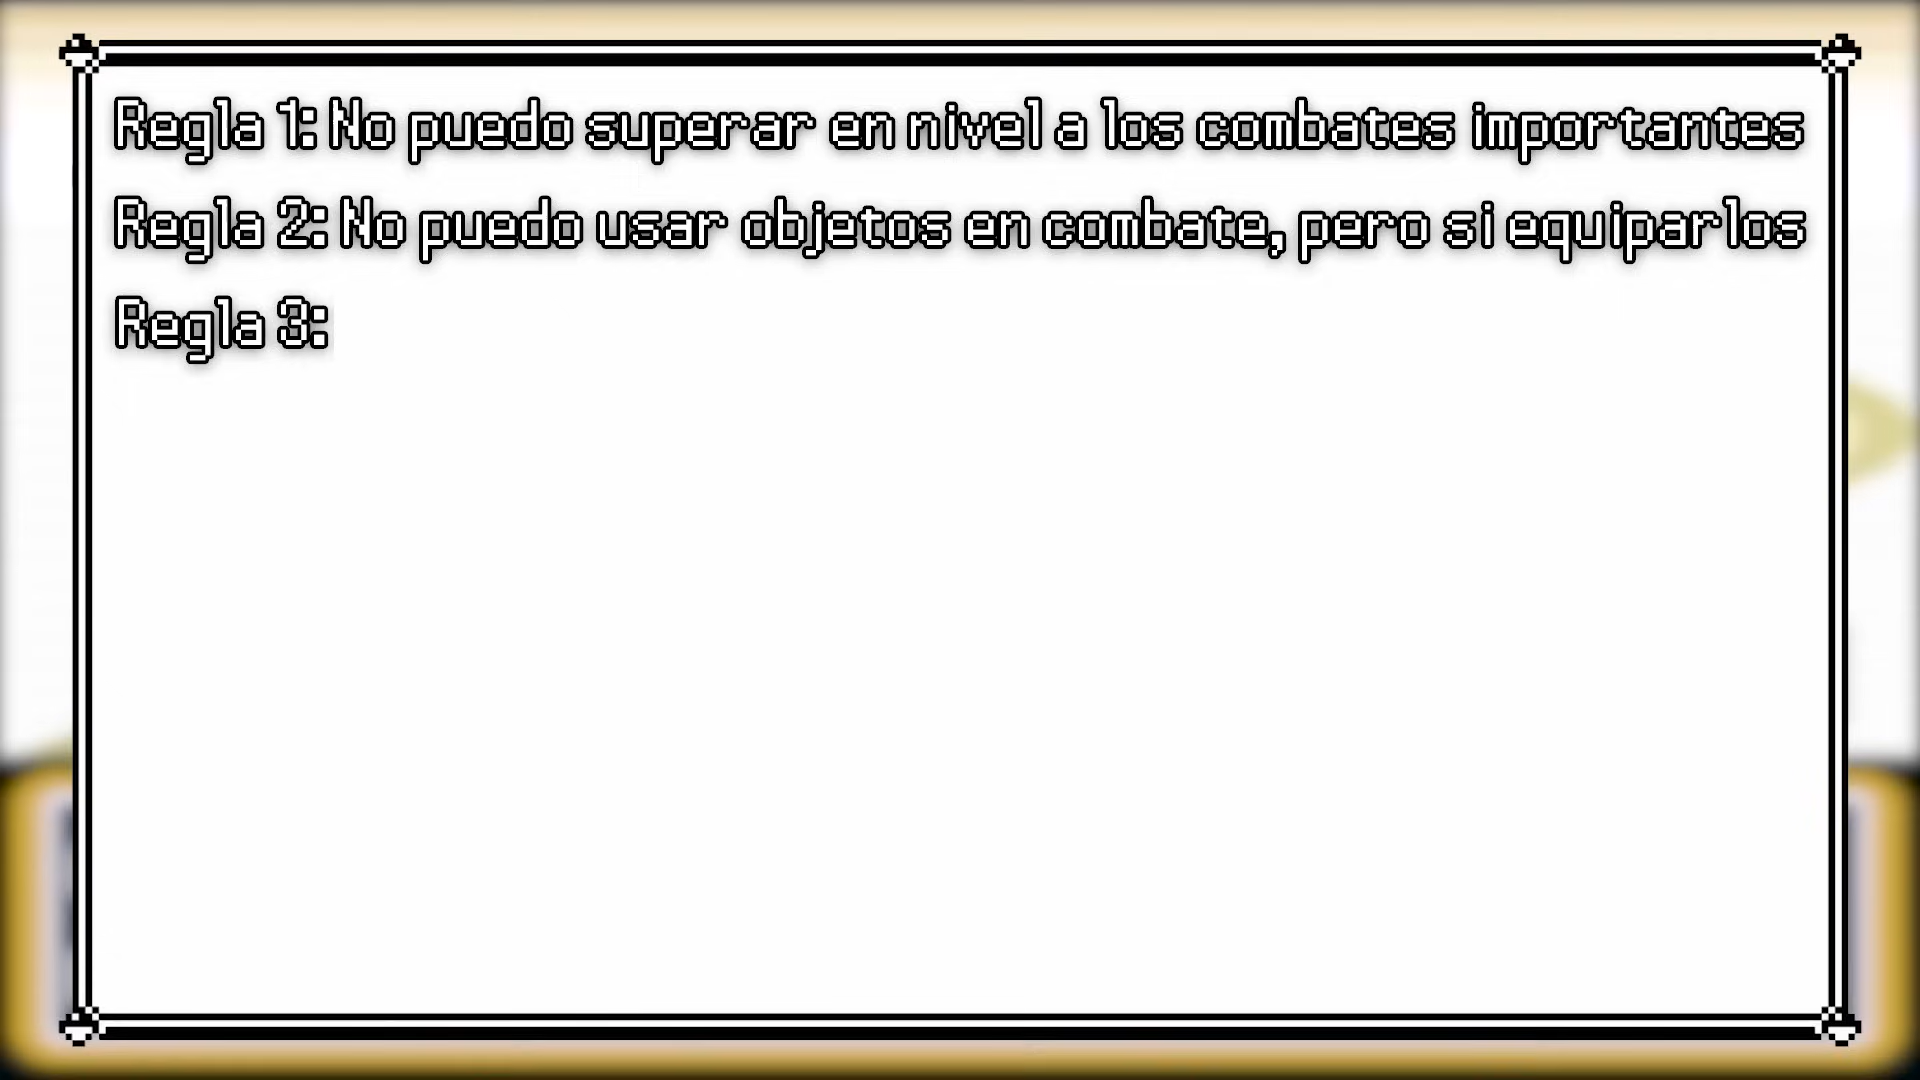 Regla 1: No puedo superar en nivel a los combates importantes
Regla 2: No puedo usar objetos en combate, pero si equiparlos
Regla 3: